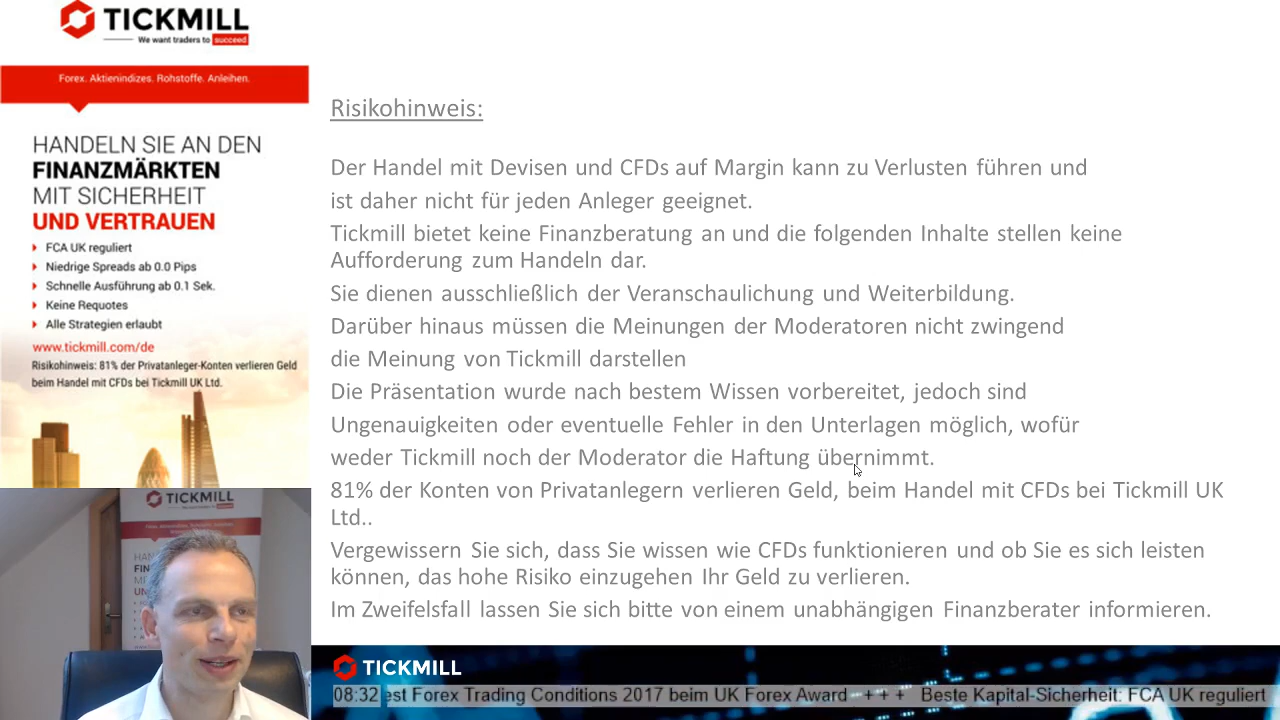 TICKMILL
We want traders to succeed
Forex. Aktienindizes. Rohstoffe. Anleihen.
HANDELN SIE AN DEN
FINANZMÄRKTEN
MIT SICHERHEIT
UND VERTRAUEN
FCA UK reguliert
Niedrige Spreads ab 0.0 Pips
Schnelle Ausführung ab 0.1 Sek.
Keine Requotes
Alle Strategien erlaubt
www.tickmill.com/de
Risikohinweis: 81% der Privatanleger-Konten verlieren Geld
beim Handel mit CFDs bei Tickmill UK Ltd.
Risikohinweis:
Der Handel mit Devisen und CFDs auf Margin kann zu Verlusten führen und
ist daher nicht für jeden Anleger geeignet.
Tickmill bietet keine Finanzberatung an und die folgenden Inhalte stellen keine
Aufforderung zum Handeln dar.
Sie dienen ausschließlich der Veranschaulichung und Weiterbildung.
Darüber hinaus müssen die Meinungen der Moderatoren nicht zwingend
die Meinung von Tickmill darstellen
Die Präsentation wurde nach bestem Wissen vorbereitet, jedoch sind
Ungenauigkeiten oder eventuelle Fehler in den Unterlagen möglich, wofür
weder Tickmill noch der Moderator die Haftung übernimmt.
81% der Konten von Privatanlegern verlieren Geld, beim Handel mit CFDs bei Tickmill UK
Ltd..
Vergewissern Sie sich, dass Sie wissen wie CFDs funktionieren und ob Sie es sich leisten
können, das hohe Risiko einzugehen Ihr Geld zu verlieren.
Im Zweifelsfall lassen Sie sich bitte von einem unabhängigen Finanzberater informieren.
TICKMILL
TICKMILL
08:32 est Forex Trading Conditions 2017 beim UK Forex Award + + + Beste Kapital-Sicherheit: FCA UK reguliert